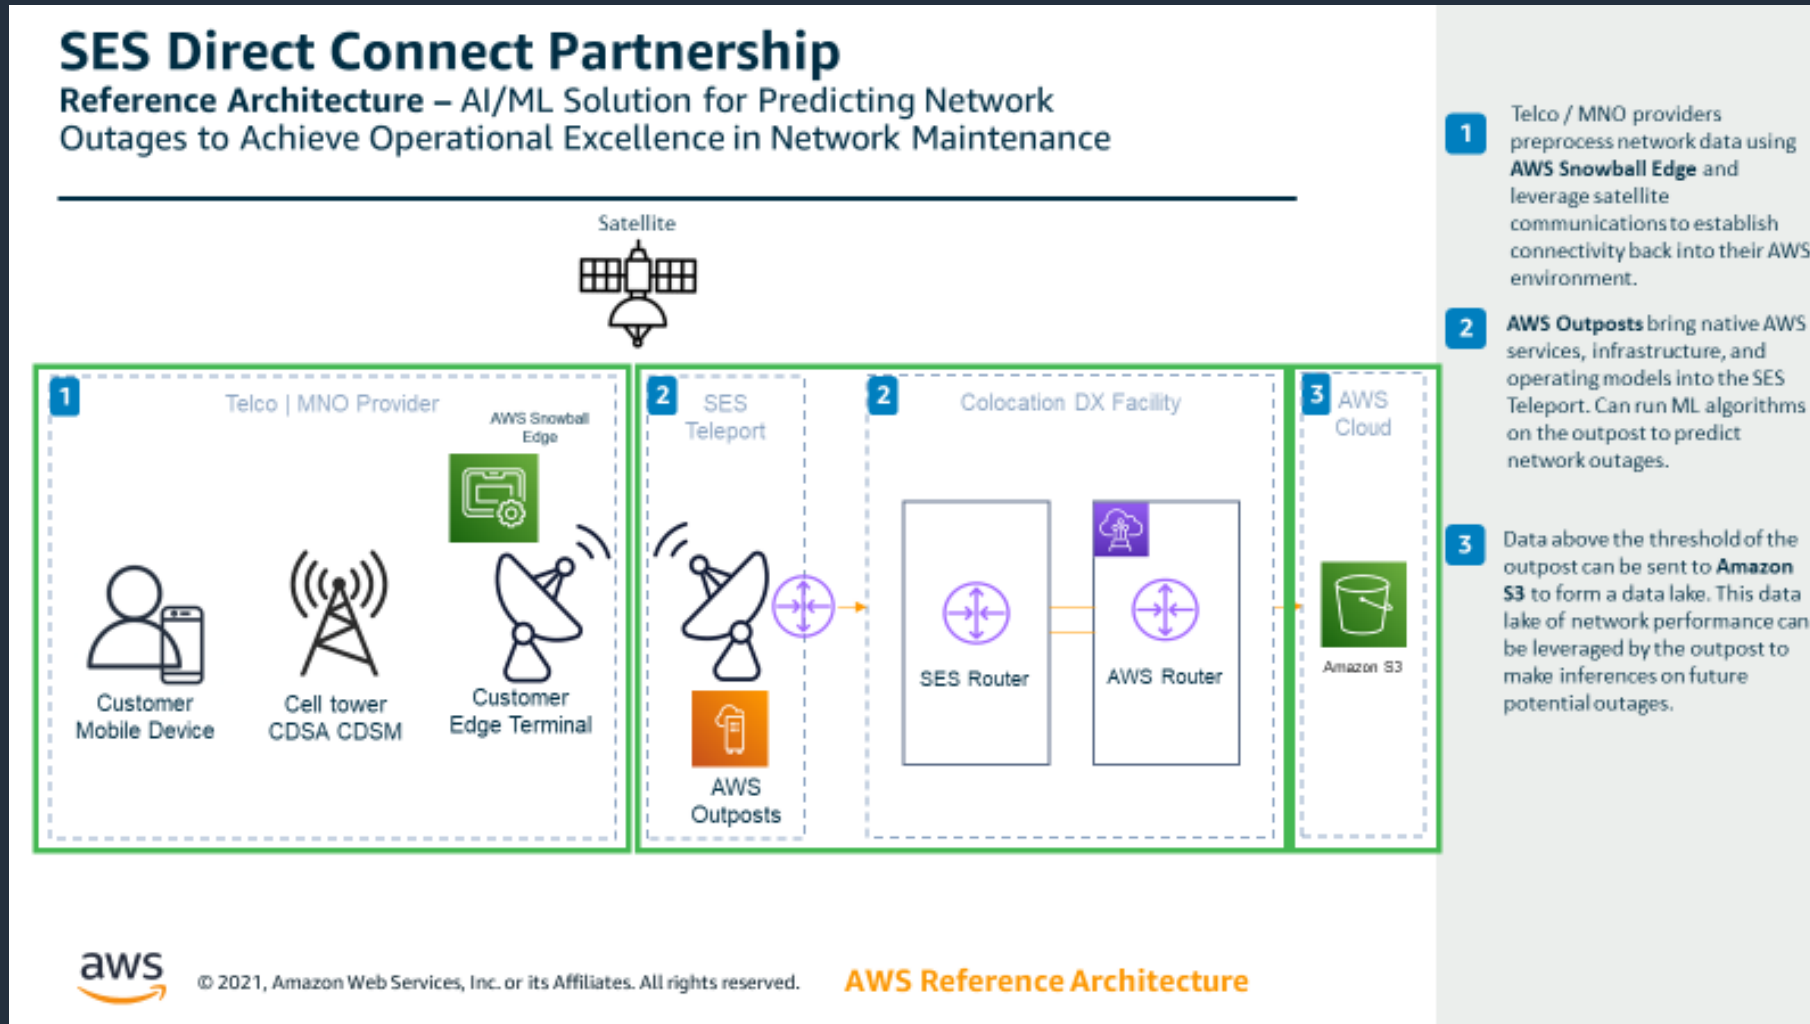 SES Direct Connect Partnership
Reference Architecture – AI/ML Solution for Predicting Network
Outages to Achieve Operational Excellence in Network Maintenance
Satellite
1
Telco | MNO Provider
AWS Snowball
Edge
Customer
Mobile Device
Cell tower
CDSA CDSM
Customer
Edge Terminal
2
SES
Teleport
AWS
Outposts
2
Colocation DX Facility
SES Router
AWS Router
3
AWS
Cloud
Amazon S3
1
Telco / MNO providers
preprocess network data using
AWS Snowball Edge and
leverage satellite
communications to establish
connectivity back into their AWS
environment.
2
AWS Outposts bring native AWS
services, infrastructure, and
operating models into the SES
Teleport. Can run ML algorithms
on the outpost to predict
network outages.
3
Data above the threshold of the
outpost can be sent to Amazon
S3 to form a data lake. This data
lake of network performance can
be leveraged by the outpost to
make inferences on future
potential outages.
aws
© 2021, Amazon Web Services, Inc. or its Affiliates. All rights reserved.
AWS Reference Architecture